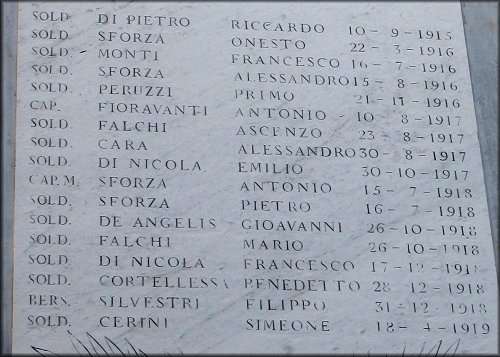 SOLD. DI PIETRO RICCARDO 10-9-1915
SOLD. SFORZA ONESTO 22-3-1916
SOLD. MONTI FRANCESCO 16-7-1916
SOLD. SFORZA ALESSANDRO 15-8-1916
SOLD. PERUZZI PRIMO 21-11-1916
CAP. FIORAVANTI ANTONIO 10-8-1917
SOLD. FALCHI ASCENZO 23-8-1917
SOLD. CARA ALESSANDRO 30-8-1917
SOLD. DI NICOLA EMILIO 30-10-1917
CAP.M. SFORZA ANTONIO 15-7-1918
SOLD. SFORZA PIETRO 16-7-1918
SOLD. DE ANGELIS GIOAVANNI 26-10-1918
SOLD. FALCHI MARIO 26-10-1918
SOLD. DI NICOLA FRANCESCO 17-12-1918
SOLD. CORTELLESSA BENEDETTO 28-12-1918
BERS. SILVESTRI FILIPPO 31-12-1918
SOLD. CERINI SIMEONE 18-4-1919